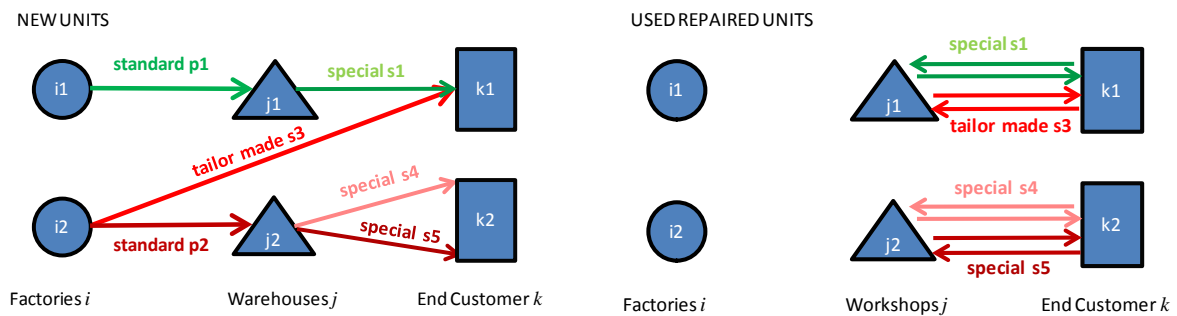 NEW UNITS
standard p1
special s1
i1
j1
k1
tailor made s3
special s4
i2
j2
k2
standard p2
special s5
Factories i
Warehouses j
End Customer k
USED REPAIRED UNITS
special s1
i1
j1
k1
tailor made s3
special s4
i2
j2
k2
special s5
Factories i
Workshops j
End Customer k